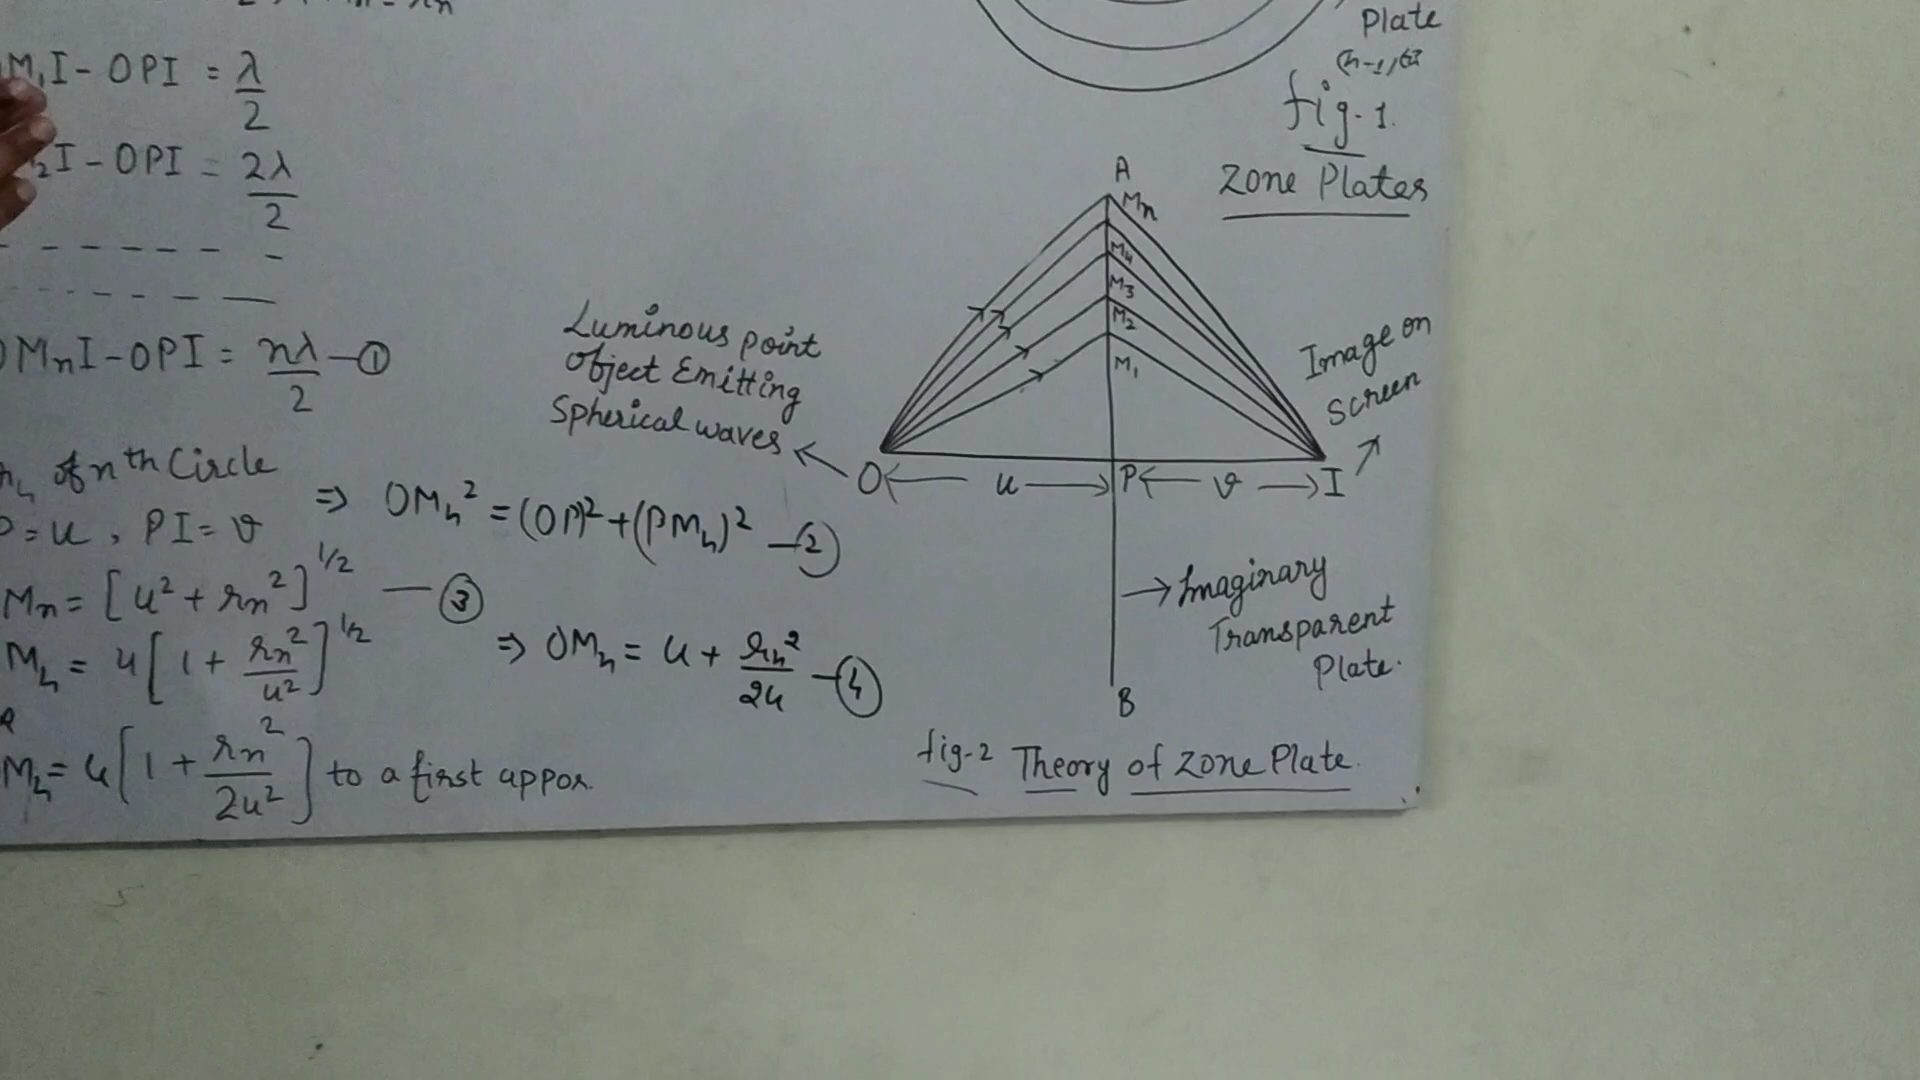 M₁I - OPI = λ/2
₂I - OPI = 2λ/2
OMnI - OPI = nλ/2 — ①
of nth Circle
P = u, PI = v
⇒ OMn² = (OP)² + (PMn)² — ②
Mn = [u² + rn²]^1/2 — ③
Mn = u[1 + rn²/u²]^1/2
⇒ OMn = u + rn²/2u — ④
Mn = u[1 + rn²/2u²] to a first appox.
Plate
fig-1.
Zone Plates
A
Mn
M4
M3
M2
M1
Luminous point
Object Emitting
Spherical waves
O
u
P
v
I
Image on
screen
Imaginary
Transparent
Plate.
B
fig-2 Theory of Zone Plate.